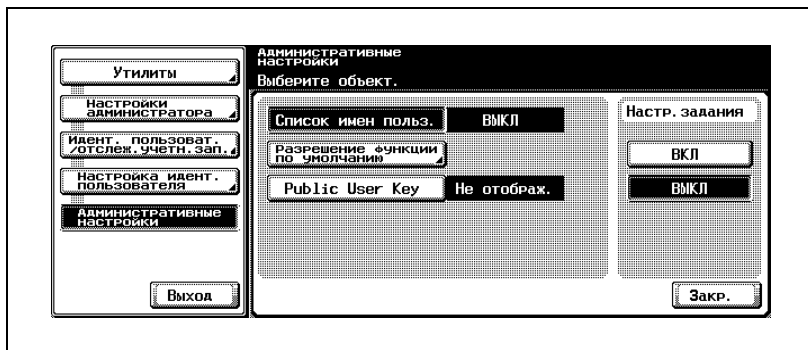 Утилиты
Настройки
администратора
Идент. пользоват.
/отслеж.учетн.зап.
Настройка идент.
пользователя
Административные
настройки
Выход
Административные
настройки
Выберите объект.
Список имен польз. ВЫКЛ
Разрешение функции
по умолчанию
Public User Key Не отображ.
Настр.задания
ВКЛ
ВЫКЛ
Закр.